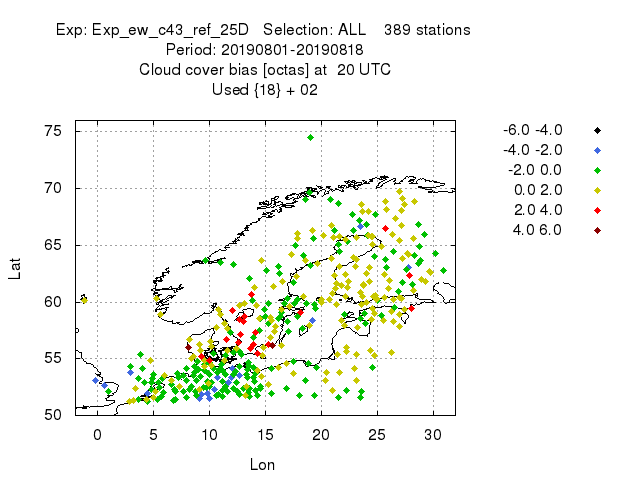 Exp: Exp_ew_c43_ref_25D   Selection: ALL    389 stations
Period: 20190801-20190818
Cloud cover bias [octas] at  20 UTC
Used {18} + 02
-6.0 -4.0
-4.0 -2.0
-2.0 0.0
0.0 2.0
2.0 4.0
4.0 6.0
75
70
65
60
55
50
Lat
0 5 10 15 20 25 30
Lon